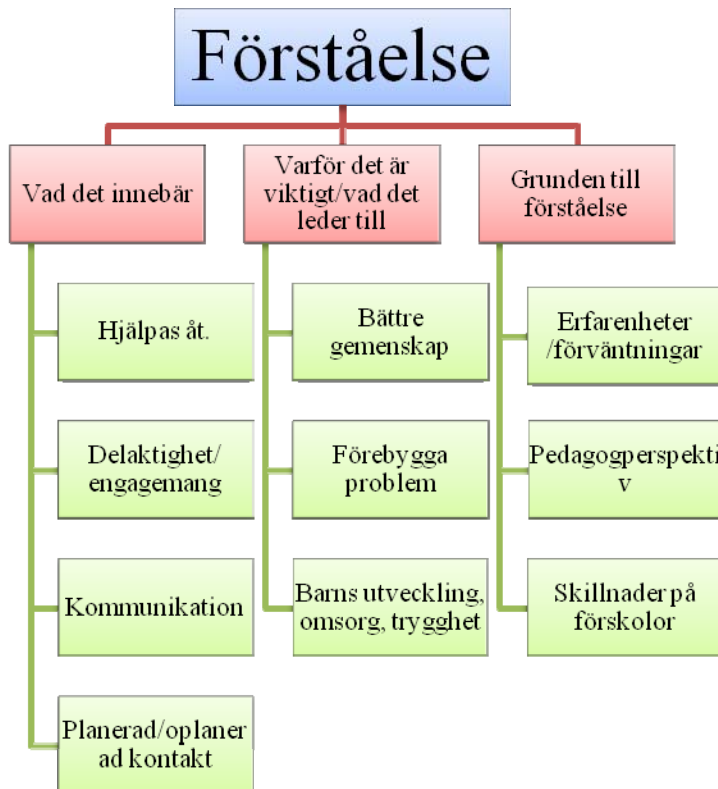 Förståelse
Vad det innebär
Varför det är
viktigt/vad det
leder till
Grunden till
förståelse
Hjälpas åt.
Delaktighet/
engagemang
Kommunikation
Planerad/oplaner
ad kontakt
Bättre
gemenskap
Förebygga
problem
Barns utveckling,
omsorg, trygghet
Erfarenheter
/förväntningar
Pedagogperspekti
v
Skillnader på
förskolor